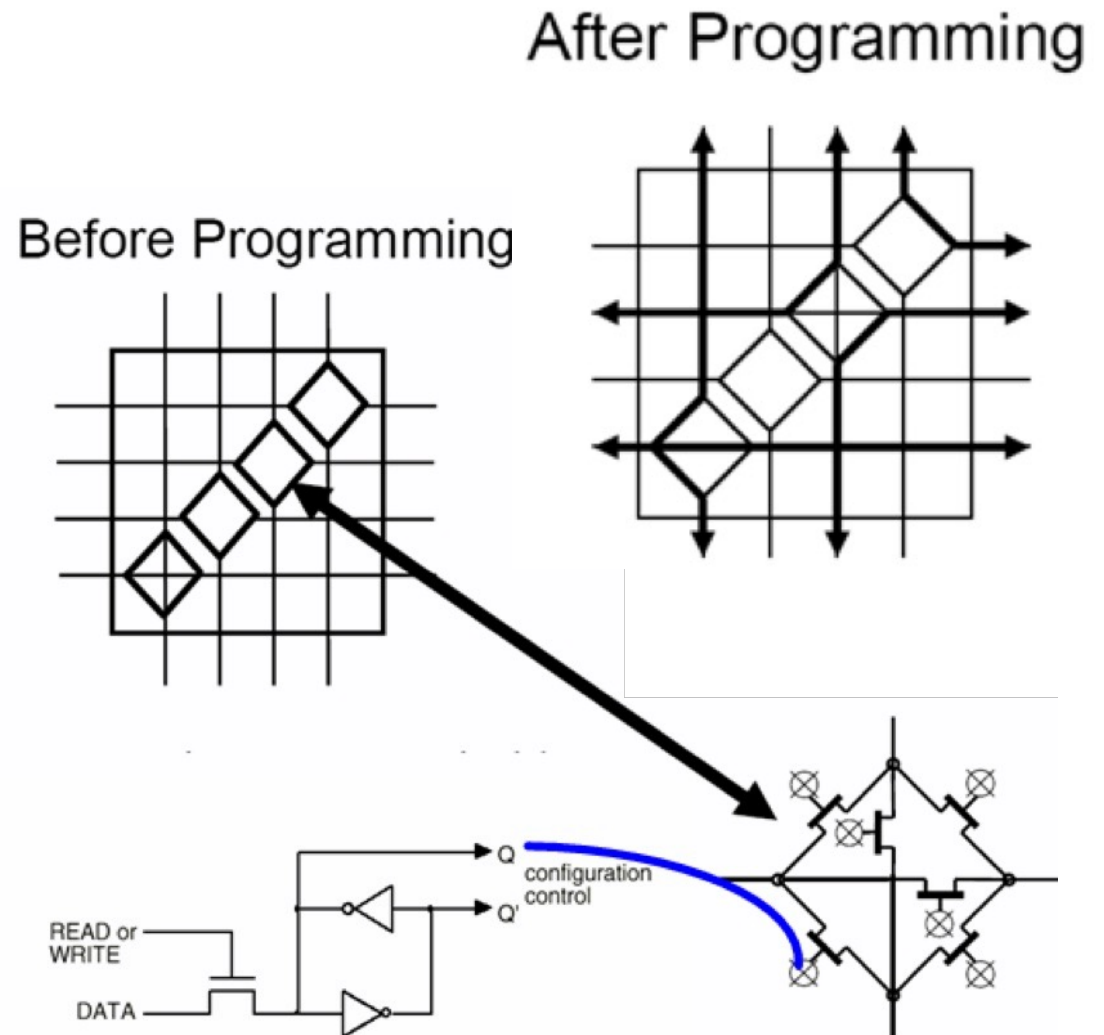 After Programming
Before Programming
Q
configuration
control
Q'
READ or
WRITE
DATA